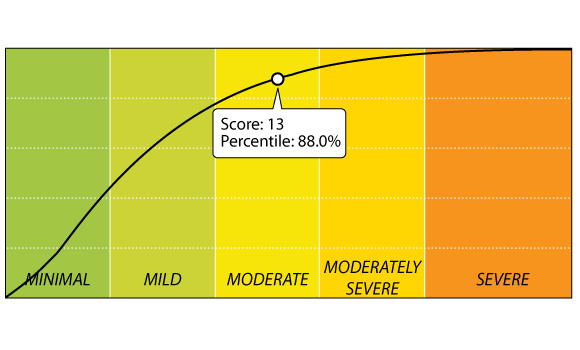 Score: 13
Percentile: 88.0%
MINIMAL
MILD
MODERATE
MODERATELY
SEVERE
SEVERE